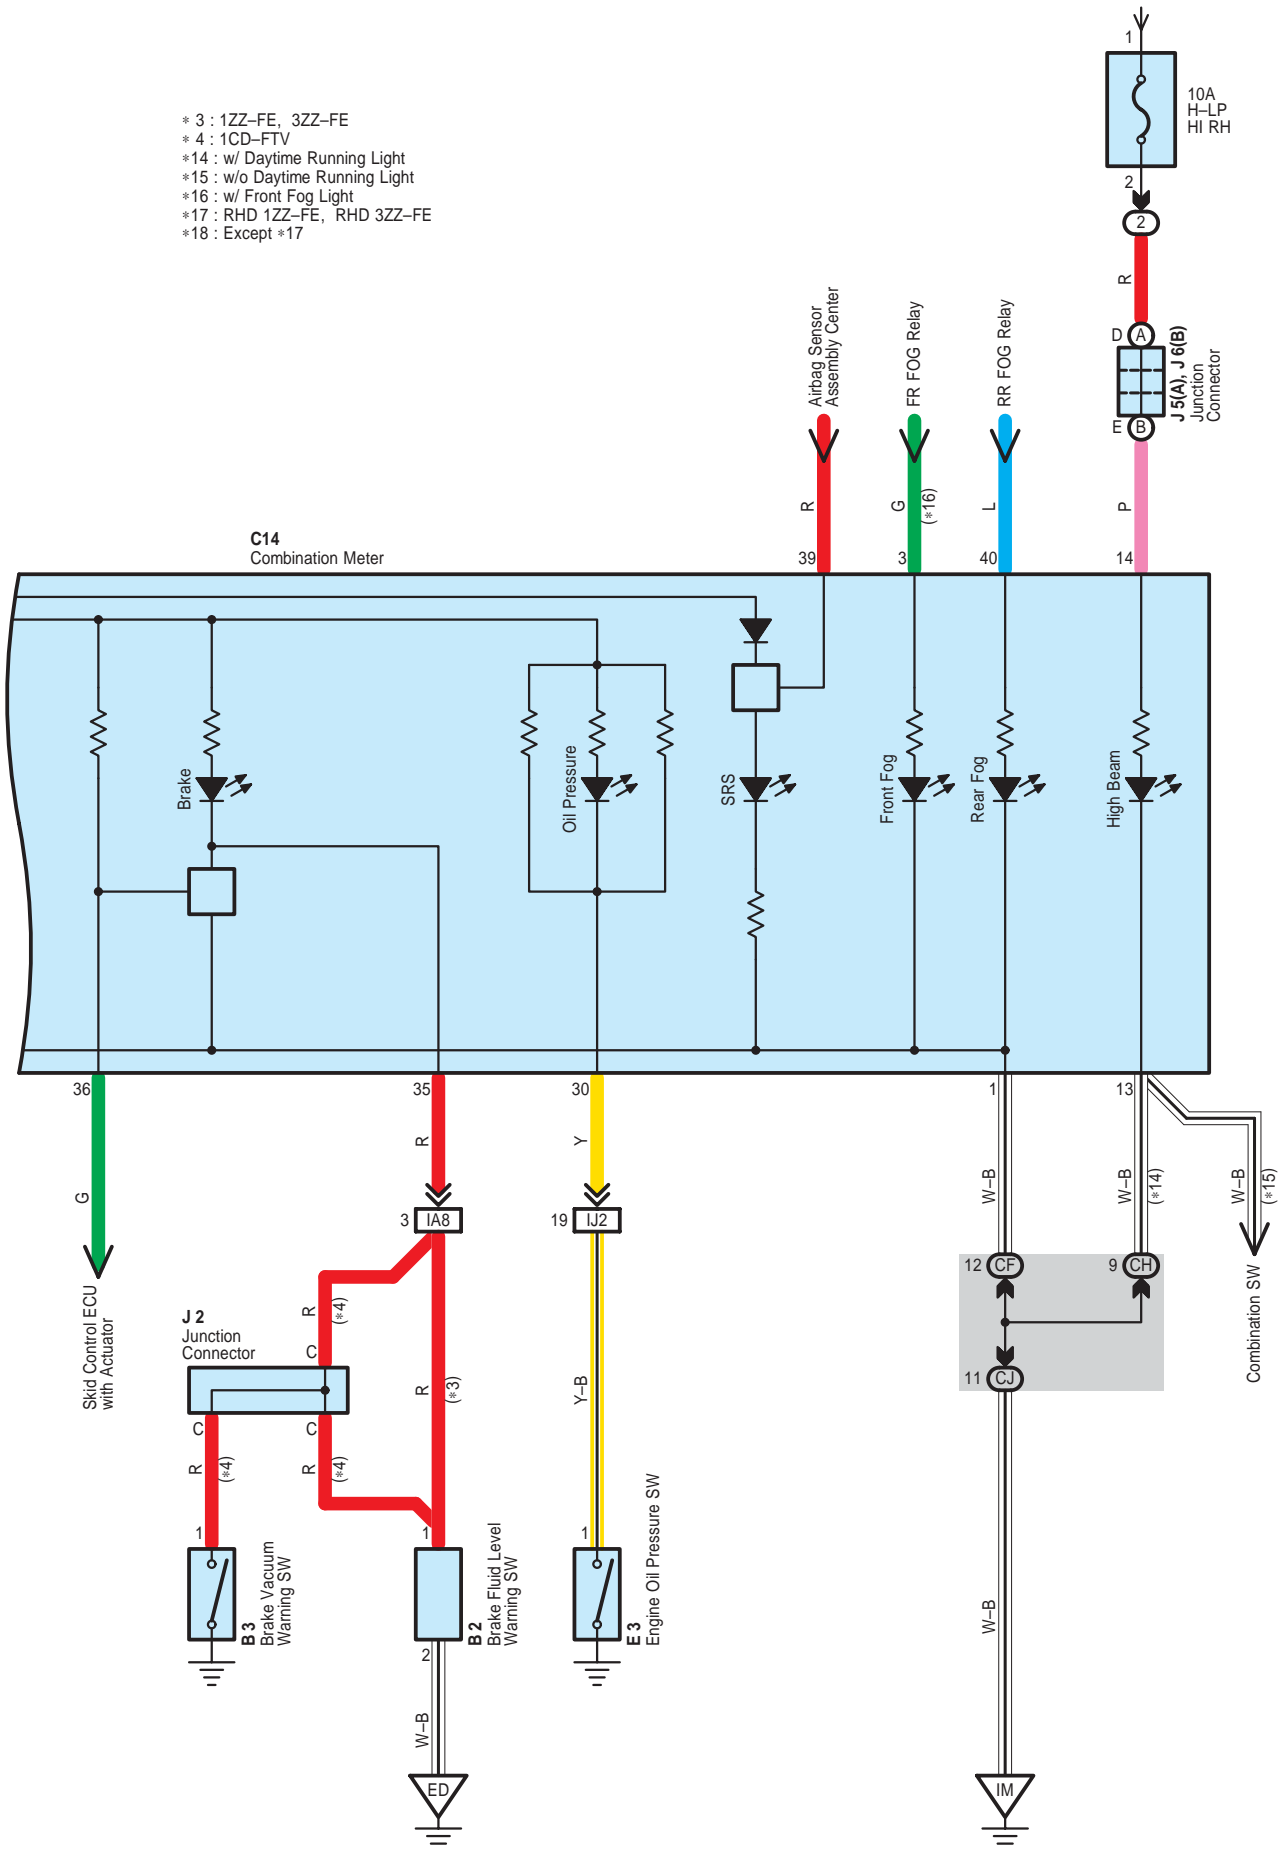 ∗ 3 : 1ZZ–FE, 3ZZ–FE
∗ 4 : 1CD–FTV
∗14 : w/ Daytime Running Light
∗15 : w/o Daytime Running Light
∗16 : w/ Front Fog Light
∗17 : RHD 1ZZ–FE, RHD 3ZZ–FE
∗18 : Except ∗17
1
10A
H–LP
HI RH
2
2
R
D
A
J 5(A), J 6(B)
Junction
Connector
E
B
Airbag Sensor
Assembly Center
FR FOG Relay
RR FOG Relay
R
G
(∗16)
L
P
C14
Combination Meter
39
3
40
14
Brake
Oil Pressure
SRS
Front Fog
Rear Fog
High Beam
36
35
30
1
13
G
R
Y
W–B
W–B
(∗14)
W–B
(∗15)
3
IA8
19
IJ2
12
CF
9
CH
Skid Control ECU
with Actuator
J 2
Junction
Connector
R
(∗4)
C
R
(∗3)
Y–B
11
CJ
Combination SW
C
C
R
(∗4)
R
(∗4)
1
1
1
B 3
Brake Vacuum
Warning SW
B 2
Brake Fluid Level
Warning SW
E 3
Engine Oil Pressure SW
W–B
2
W–B
ED
IM